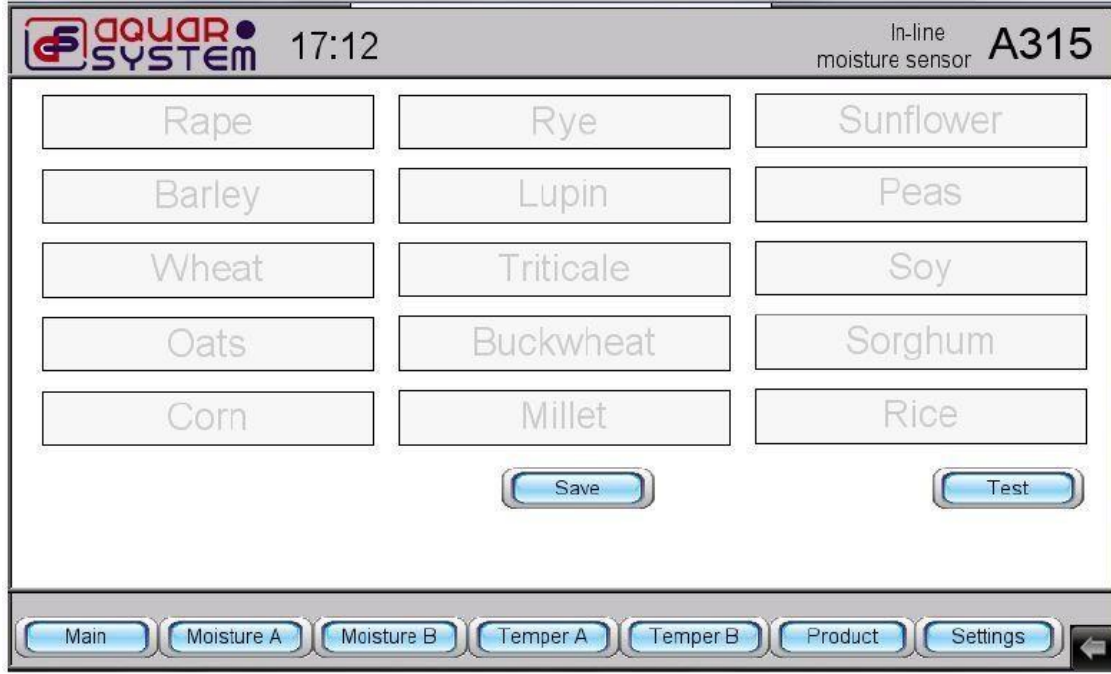 aQUaR SYSTEm
17:12
In-line moisture sensor
A315
Rape
Rye
Sunflower
Barley
Lupin
Peas
Wheat
Triticale
Soy
Oats
Buckwheat
Sorghum
Corn
Millet
Rice
Save
Test
Main
Moisture A
Moisture B
Temper A
Temper B
Product
Settings